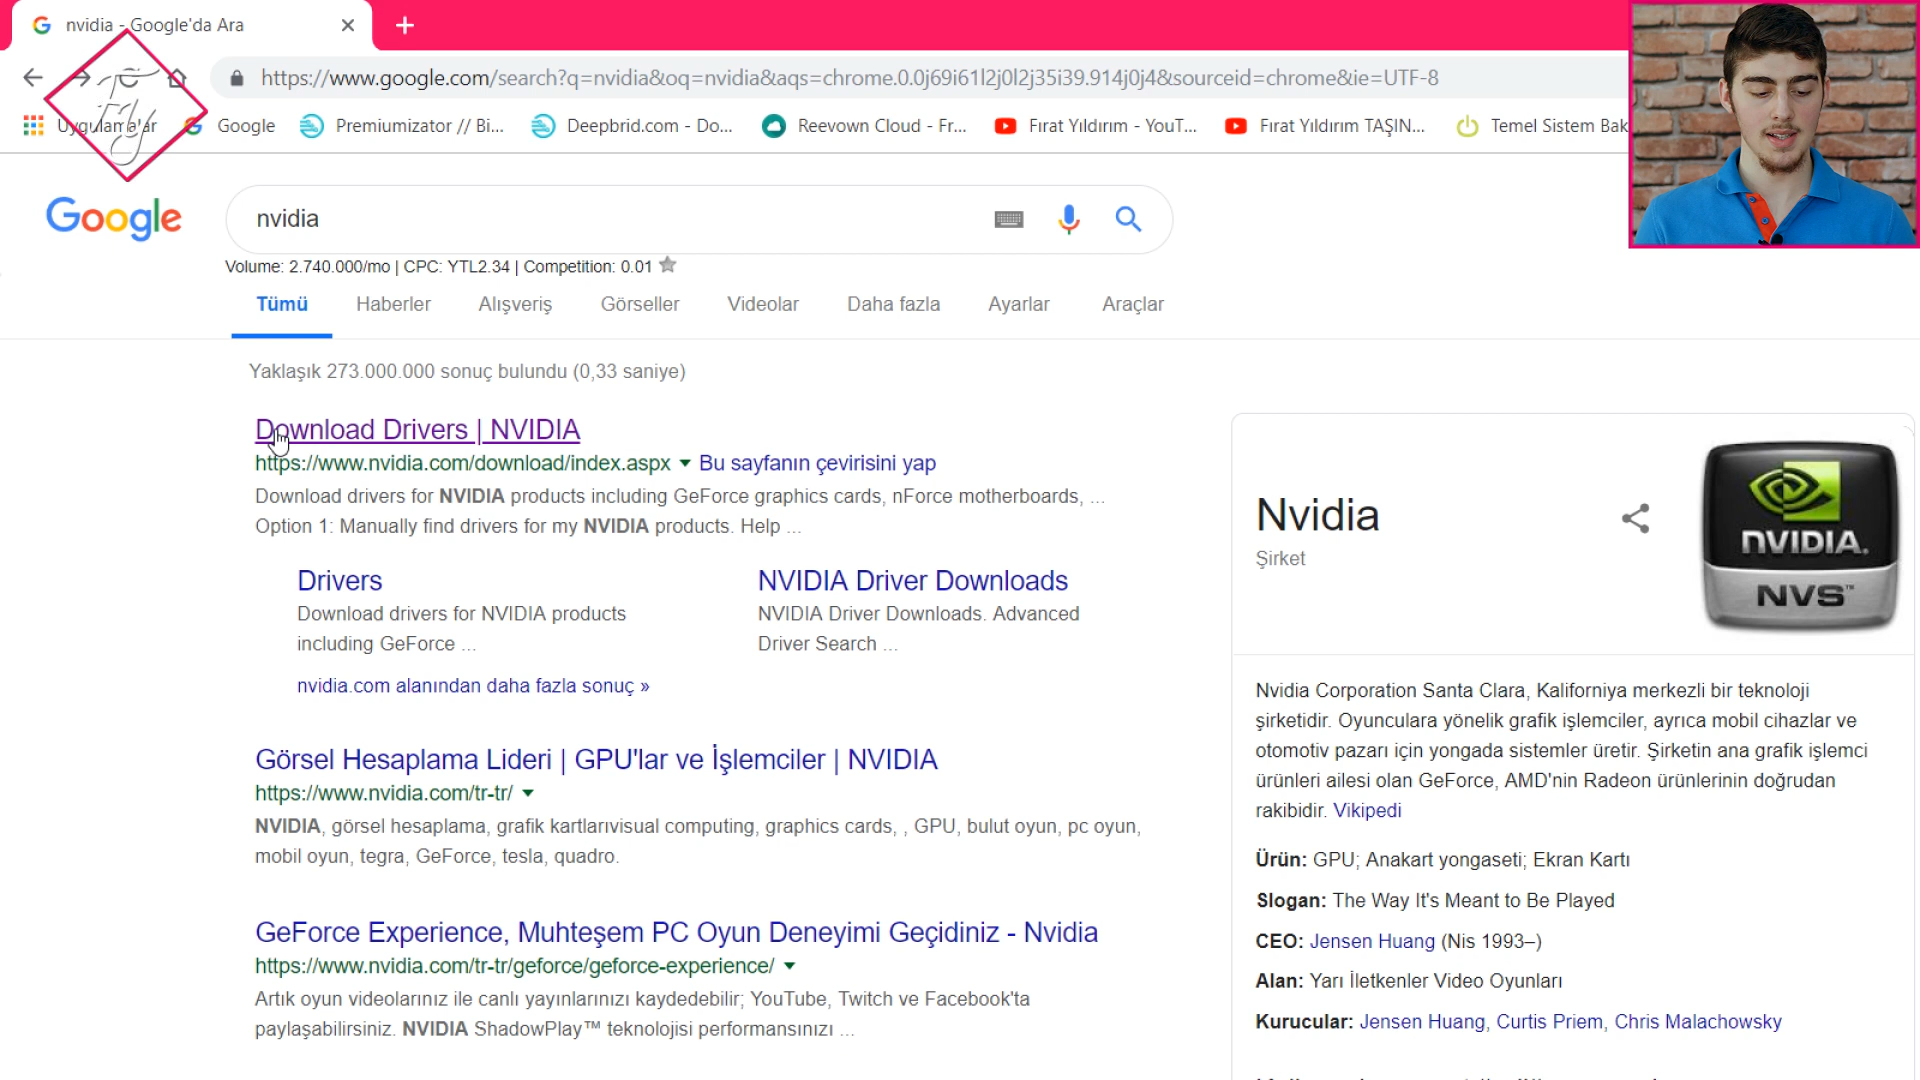 nvidia - Google'da Ara
https://www.google.com/search?q=nvidia&oq=nvidia&aqs=chrome.0.0j69i61l2j0l2j35i39.914j0j4&sourceid=chrome&ie=UTF-8
Uygulamalar Google Premiumizator // Bi... Deepbrid.com - Do... Reevown Cloud - Fr... Fırat Yıldırım - YouT... Fırat Yıldırım TAŞIN... Temel Sistem Bak
Google nvidia
Volume: 2.740.000/mo | CPC: YTL2.34 | Competition: 0.01
Tümü Haberler Alışveriş Görseller Videolar Daha fazla Ayarlar Araçlar
Yaklaşık 273.000.000 sonuç bulundu (0,33 saniye)
Download Drivers | NVIDIA
https://www.nvidia.com/download/index.aspx Bu sayfanın çevirisini yap
Download drivers for NVIDIA products including GeForce graphics cards, nForce motherboards, ...
Option 1: Manually find drivers for my NVIDIA products. Help ...
Drivers
Download drivers for NVIDIA products
including GeForce ...
NVIDIA Driver Downloads
NVIDIA Driver Downloads. Advanced
Driver Search ...
nvidia.com alanından daha fazla sonuç »
Görsel Hesaplama Lideri | GPU'lar ve İşlemciler | NVIDIA
https://www.nvidia.com/tr-tr/
NVIDIA, görsel hesaplama, grafik kartlarıvisual computing, graphics cards, , GPU, bulut oyun, pc oyun,
mobil oyun, tegra, GeForce, tesla, quadro.
GeForce Experience, Muhteşem PC Oyun Deneyimi Geçidiniz - Nvidia
https://www.nvidia.com/tr-tr/geforce/geforce-experience/
Artık oyun videolarınız ile canlı yayınlarınızı kaydedebilir; YouTube, Twitch ve Facebook'ta
paylaşabilirsiniz. NVIDIA ShadowPlay™ teknolojisi performansınızı ...
Nvidia
Şirket
NVIDIA.
NVS™
Nvidia Corporation Santa Clara, Kaliforniya merkezli bir teknoloji
şirketidir. Oyunculara yönelik grafik işlemciler, ayrıca mobil cihazlar ve
otomotiv pazarı için yongada sistemler üretir. Şirketin ana grafik işlemci
ürünleri ailesi olan GeForce, AMD'nin Radeon ürünlerinin doğrudan
rakibidir. Vikipedi
Ürün: GPU; Anakart yongaseti; Ekran Kartı
Slogan: The Way It's Meant to Be Played
CEO: Jensen Huang (Nis 1993–)
Alan: Yarı İletkenler Video Oyunları
Kurucular: Jensen Huang, Curtis Priem, Chris Malachowsky